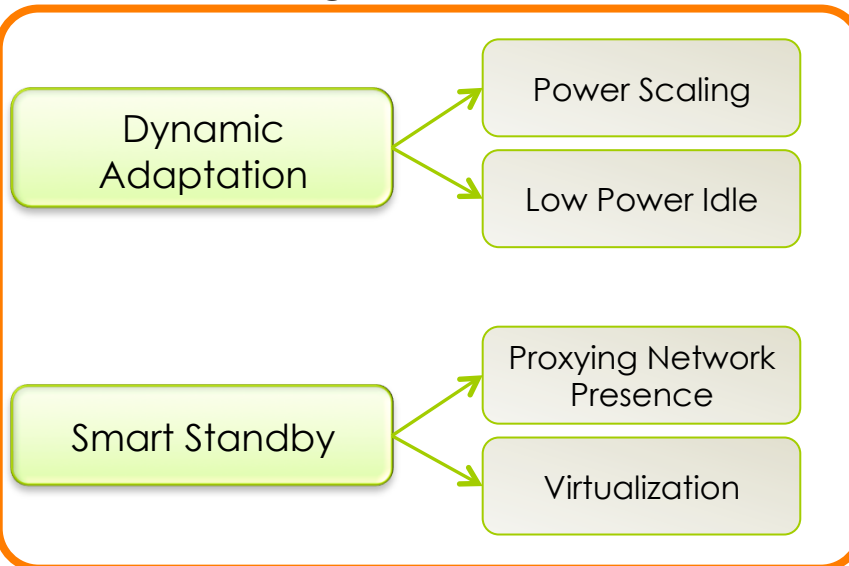 Dynamic
Adaptation
Power Scaling
Low Power Idle
Smart Standby
Proxying Network
Presence
Virtualization